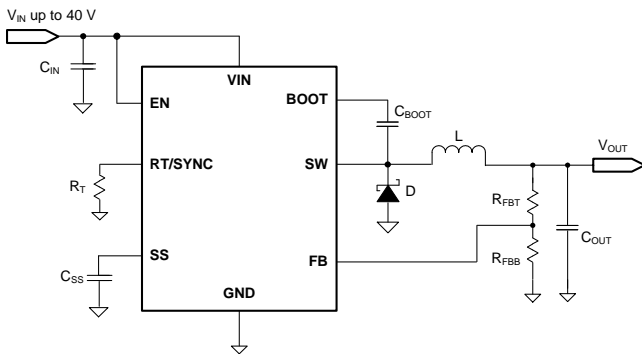 VIN up to 40 V
CIN
VIN
EN
BOOT
CBOOT
L
VOUT
RT/SYNC
SW
RT
D
RFBT
COUT
SS
CSS
FB
RFBB
GND